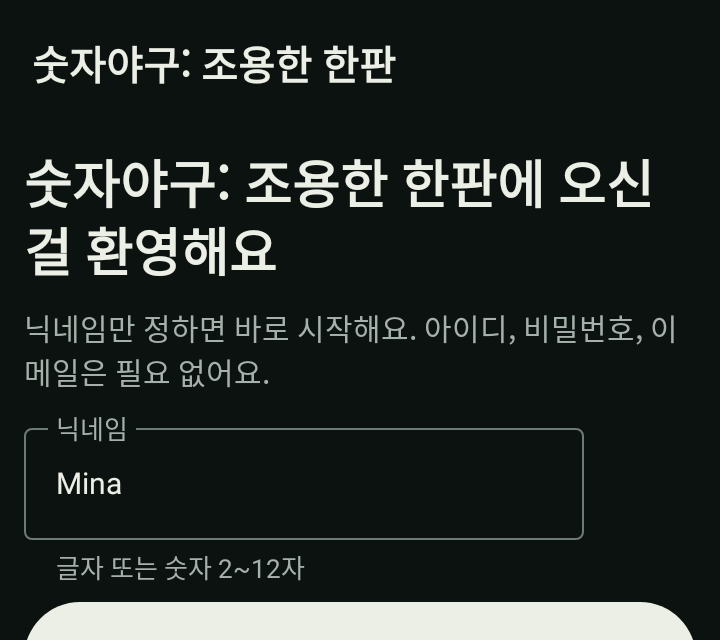 숫자야구: 조용한 한판
숫자야구: 조용한 한판에 오신
걸 환영해요
닉네임만 정하면 바로 시작해요. 아이디, 비밀번호, 이
메일은 필요 없어요.
닉네임
Mina
글자 또는 숫자 2~12자